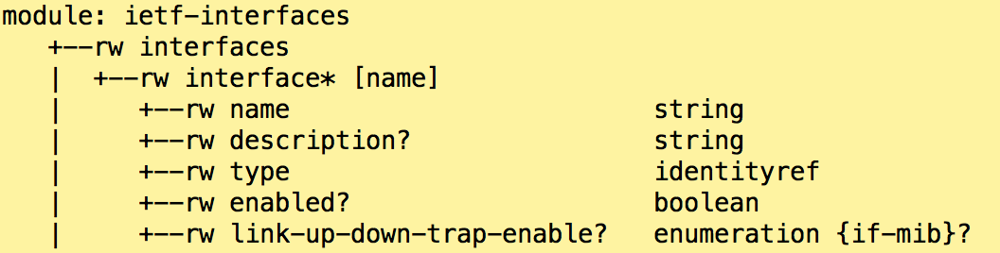 module: ietf-interfaces
   +--rw interfaces
   |  +--rw interface* [name]
   |     +--rw name                        string
   |     +--rw description?                string
   |     +--rw type                        identityref
   |     +--rw enabled?                    boolean
   |     +--rw link-up-down-trap-enable?   enumeration {if-mib}?